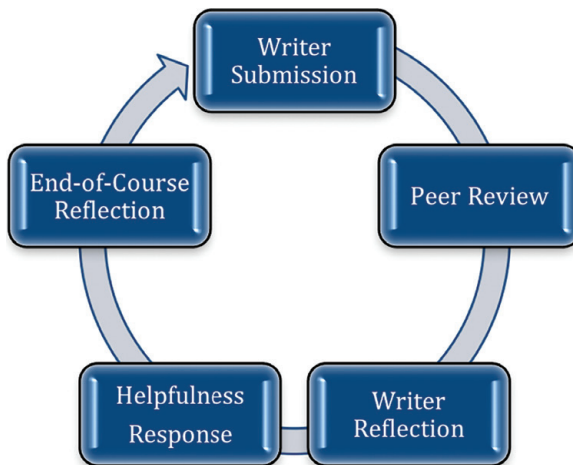 Writer
Submission
Peer Review
Writer
Reflection
Helpfulness
Response
End-of-Course
Reflection